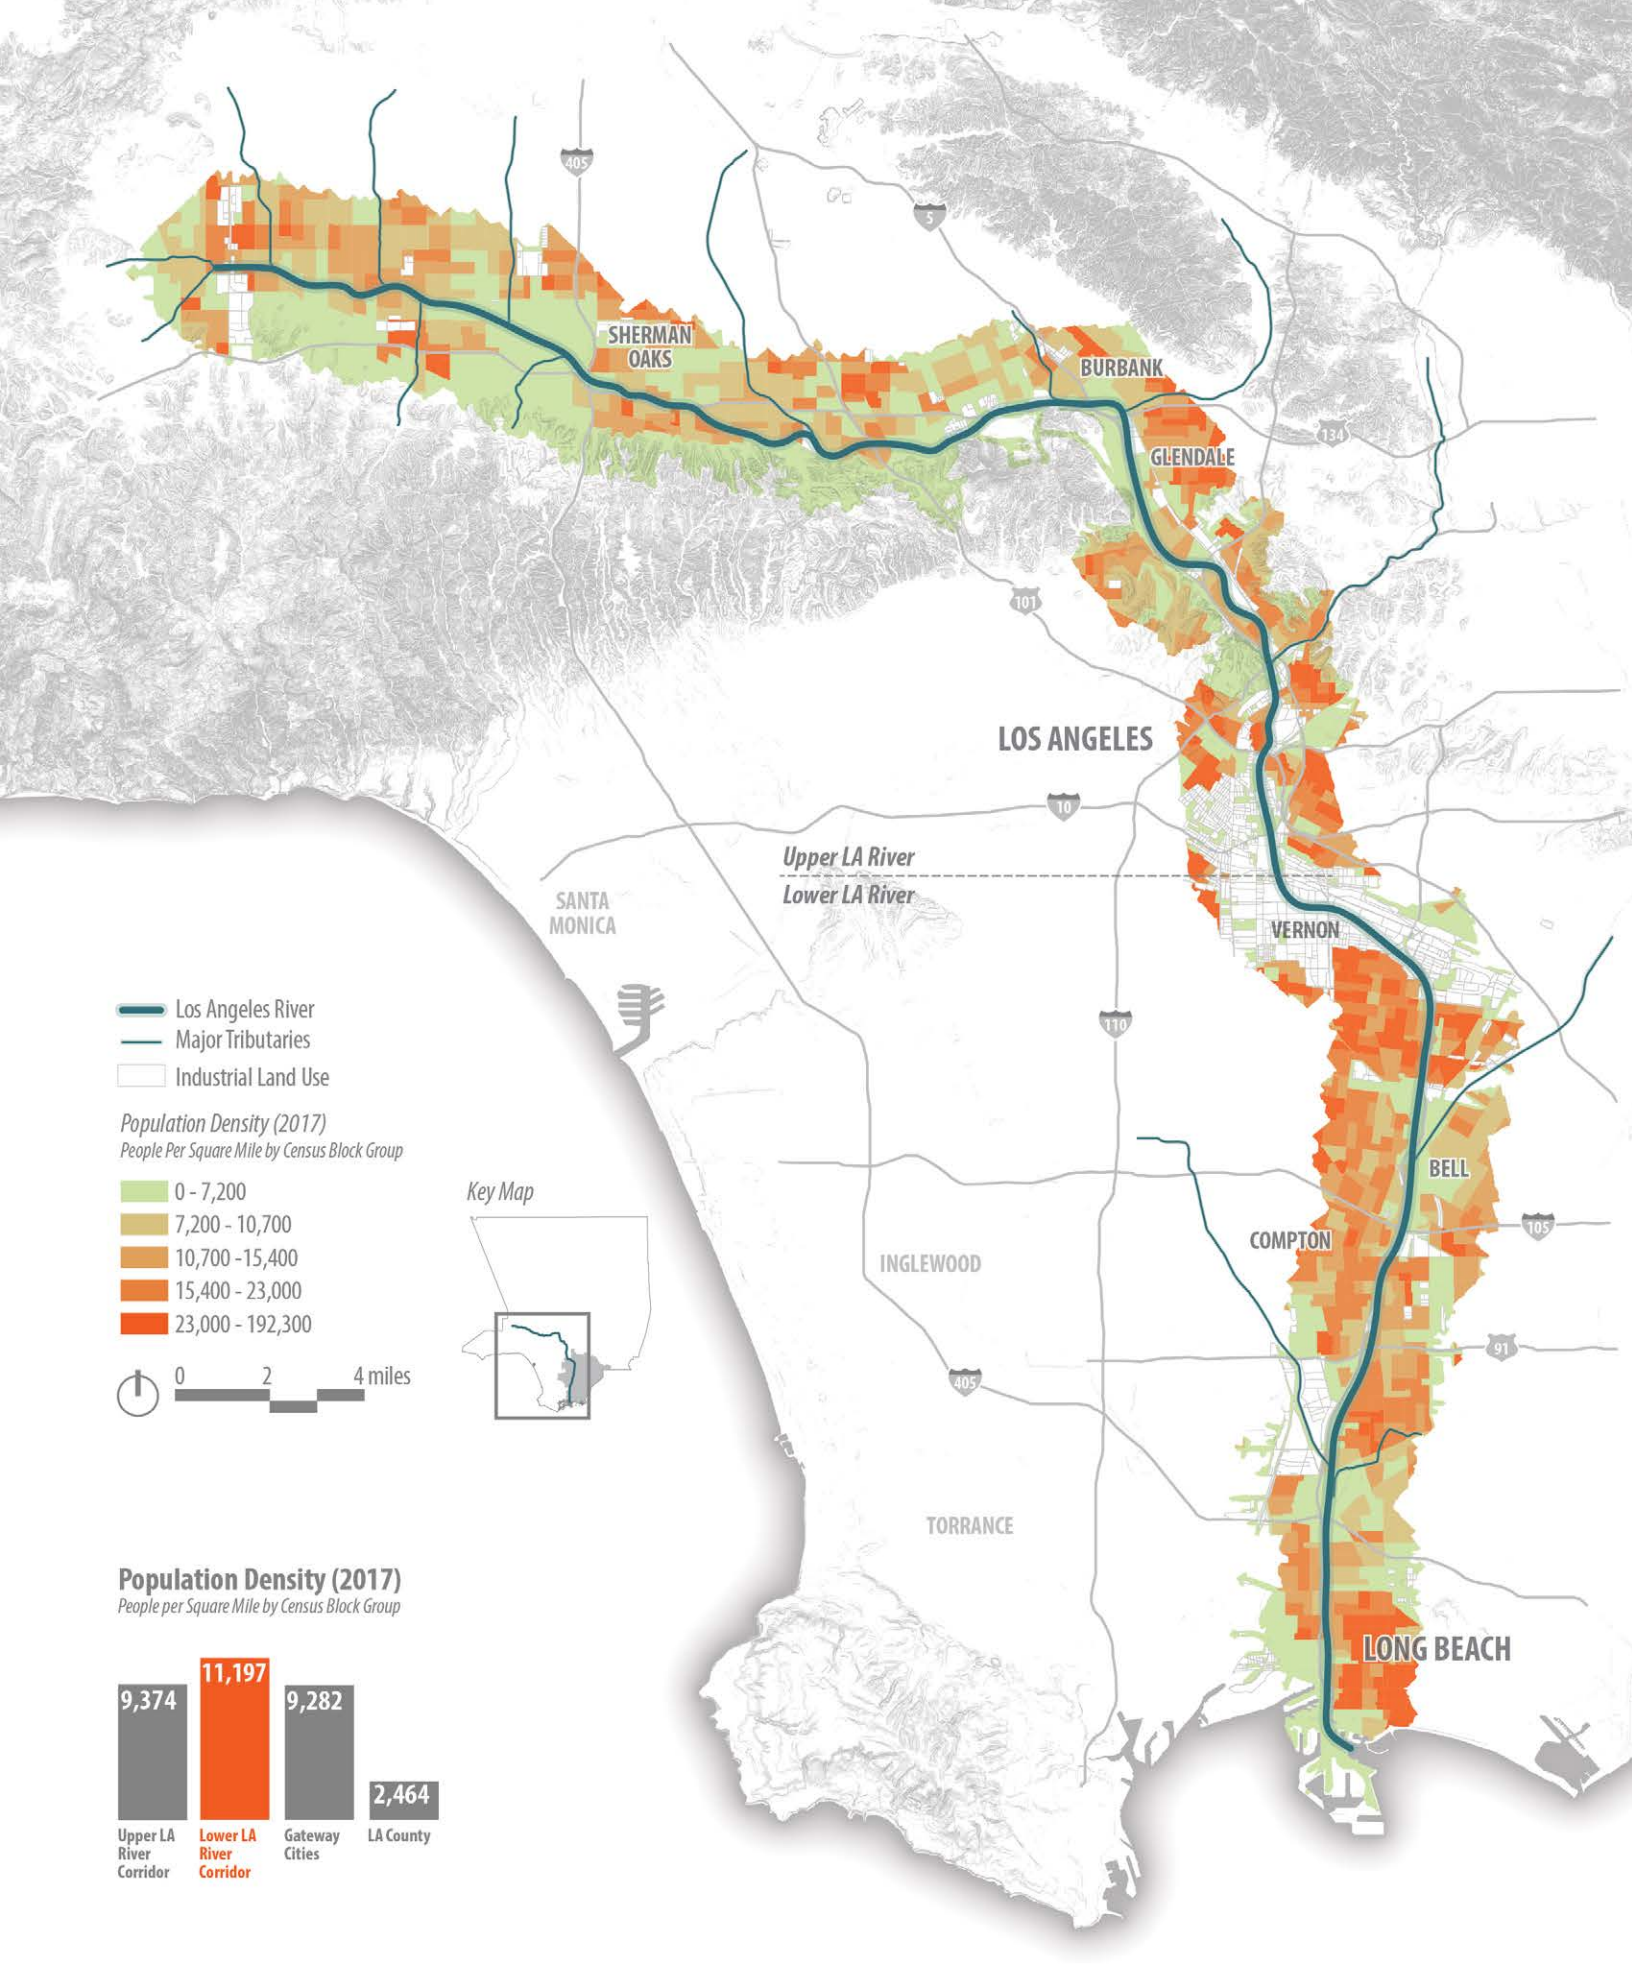 405
5
SHERMAN
OAKS
BURBANK
134
GLENDALE
101
LOS ANGELES
10
Upper LA River
Lower LA River
SANTA
MONICA
VERNON
110
BELL
105
COMPTON
INGLEWOOD
91
405
TORRANCE
LONG BEACH
Los Angeles River
Major Tributaries
Industrial Land Use
Population Density (2017)
People Per Square Mile by Census Block Group
0 - 7,200
7,200 - 10,700
10,700 -15,400
15,400 - 23,000
23,000 - 192,300
0 2 4 miles
Key Map
Population Density (2017)
People per Square Mile by Census Block Group
9,374
11,197
9,282
2,464
Upper LA
River
Corridor
Lower LA
River
Corridor
Gateway
Cities
LA County